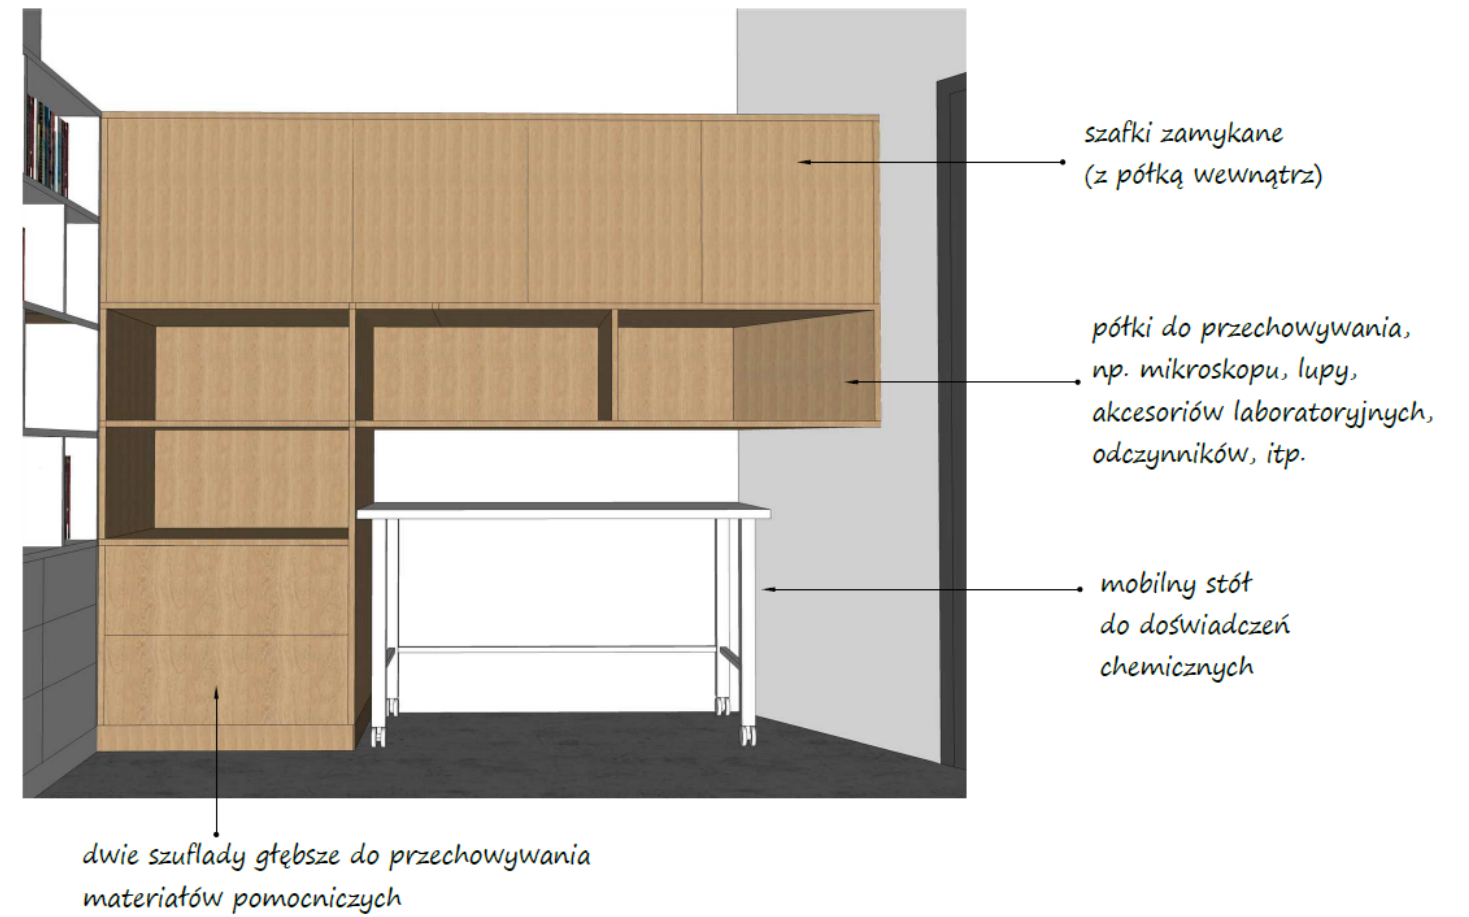 szafki zamykane
(z półką wewnątrz)
półki do przechowywania,
np. mikroskopu, lupy,
akcesoriów laboratoryjnych,
odczynników, itp.
mobilny stół
do doświadczeń
chemicznych
dwie szuflady głębsze do przechowywania
materiałów pomocniczych